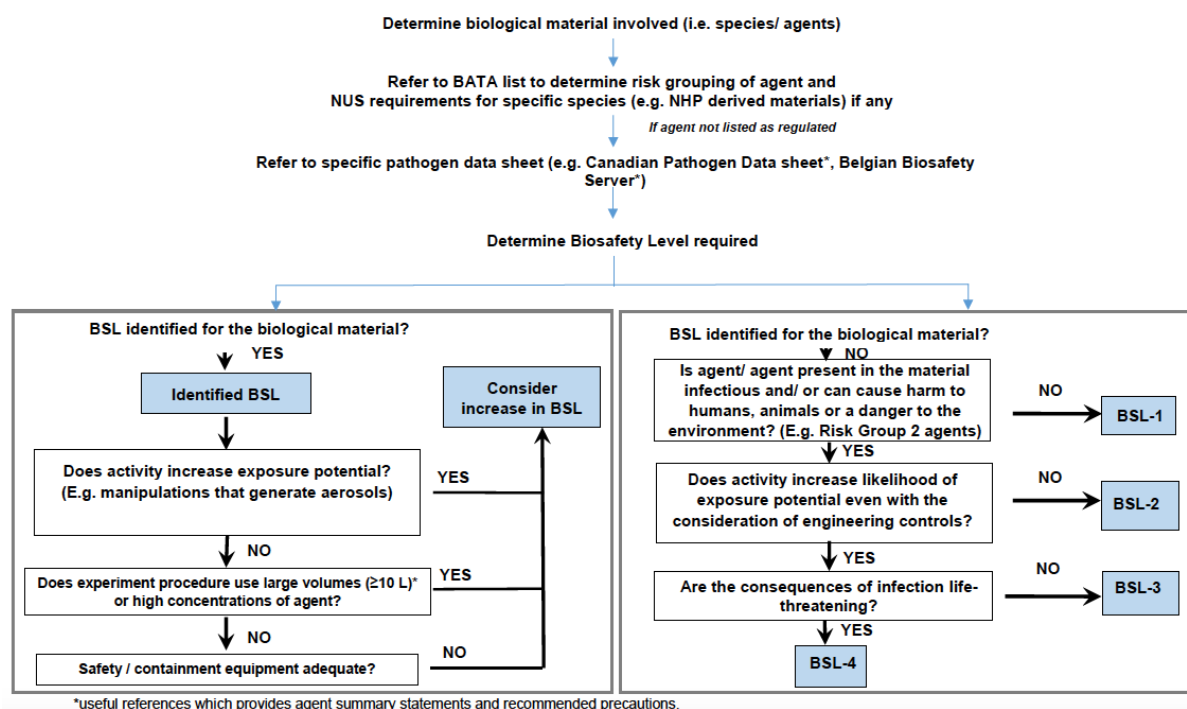 Determine biological material involved (i.e. species/ agents)
Refer to BATA list to determine risk grouping of agent and
NUS requirements for specific species (e.g. NHP derived materials) if any
If agent not listed as regulated
Refer to specific pathogen data sheet (e.g. Canadian Pathogen Data sheet*, Belgian Biosafety
Server*)
Determine Biosafety Level required
BSL identified for the biological material?
YES
Identified BSL
Consider
increase in BSL
Does activity increase exposure potential?
(E.g. manipulations that generate aerosols)
YES
NO
Does experiment procedure use large volumes (≥10 L)*
or high concentrations of agent?
YES
NO
Safety / containment equipment adequate?
NO
BSL identified for the biological material?
NO
Is agent/ agent present in the material
infectious and/ or can cause harm to
humans, animals or a danger to the
environment? (E.g. Risk Group 2 agents)
NO
BSL-1
YES
Does activity increase likelihood of
exposure potential even with the
consideration of engineering controls?
NO
BSL-2
YES
Are the consequences of infection life-
threatening?
NO
BSL-3
YES
BSL-4
*useful references which provides agent summary statements and recommended precautions.